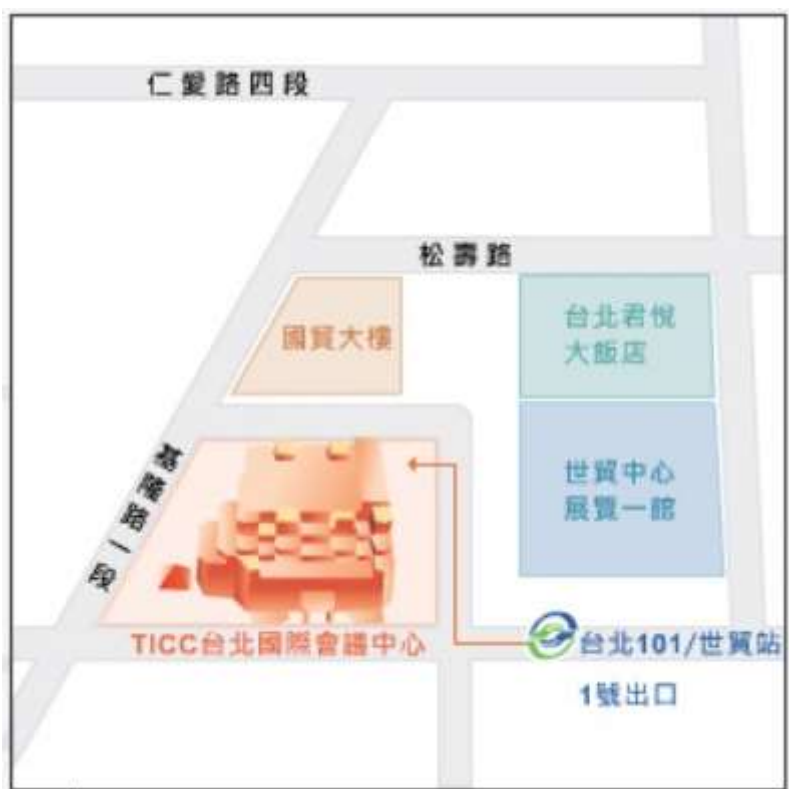 仁愛路四段
松壽路
國貿大樓
台北君悅
大飯店
基隆路一段
世貿中心
展覽一館
TICC台北國際會議中心
台北101/世貿站
1號出口